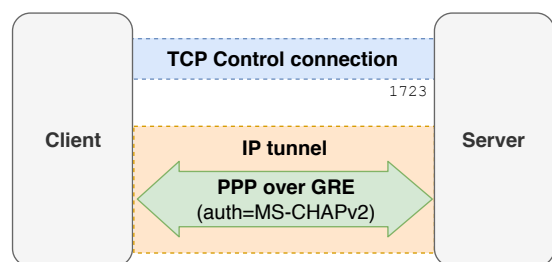 TCP Control connection
1723
Client
Server
IP tunnel
PPP over GRE
(auth=MS-CHAPv2)